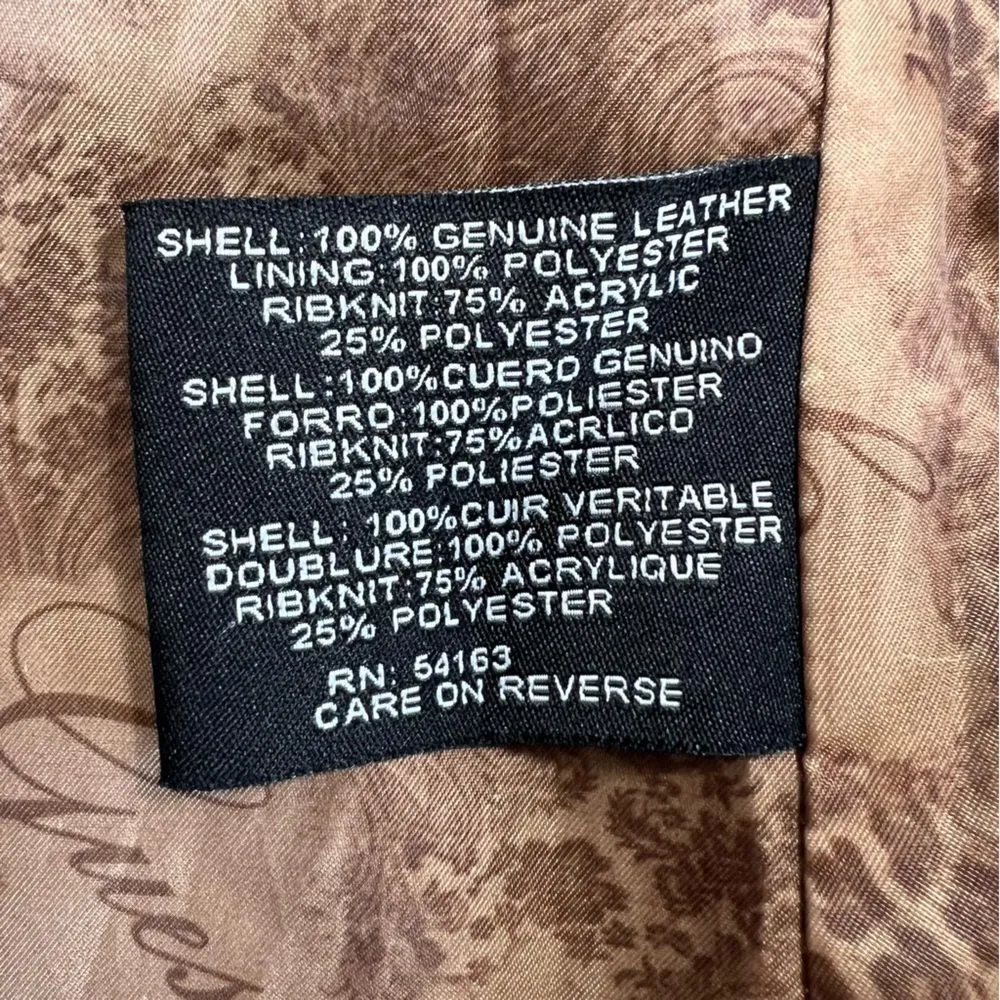 SHELL:100% GENUINE LEATHER
LINING:100% POLYESTER
RIBKNIT:75% ACRYLIC
25% POLYESTER
SHELL:100%CUERO GENUINO
FORRO:100%POLIESTER
RIBKNIT:75%ACRLICO
25% POLIESTER
SHELL: 100%CUIR VERITABLE
DOUBLURE:100% POLYESTER
RIBKNIT:75% ACRYLIQUE
25% POLYESTER
RN: 54163
CARE ON REVERSE